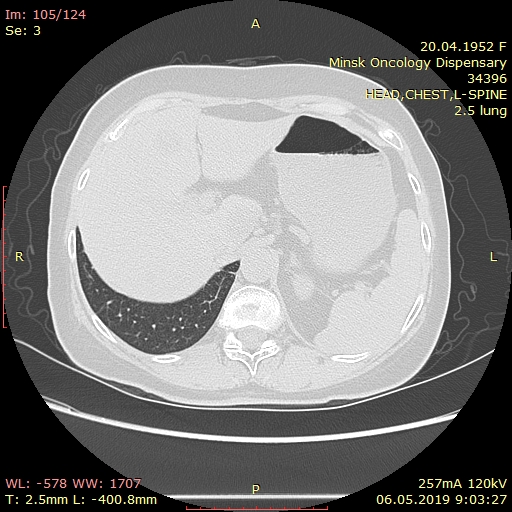 Im: 105/124
Se: 3
A
20.04.1952 F
Minsk Oncology Dispensary
34396
HEAD,CHEST,L-SPINE
2.5 lung
R
L
WL: -578 WW: 1707
T: 2.5mm L: -400.8mm
P
257mA 120kV
06.05.2019 9:03:27